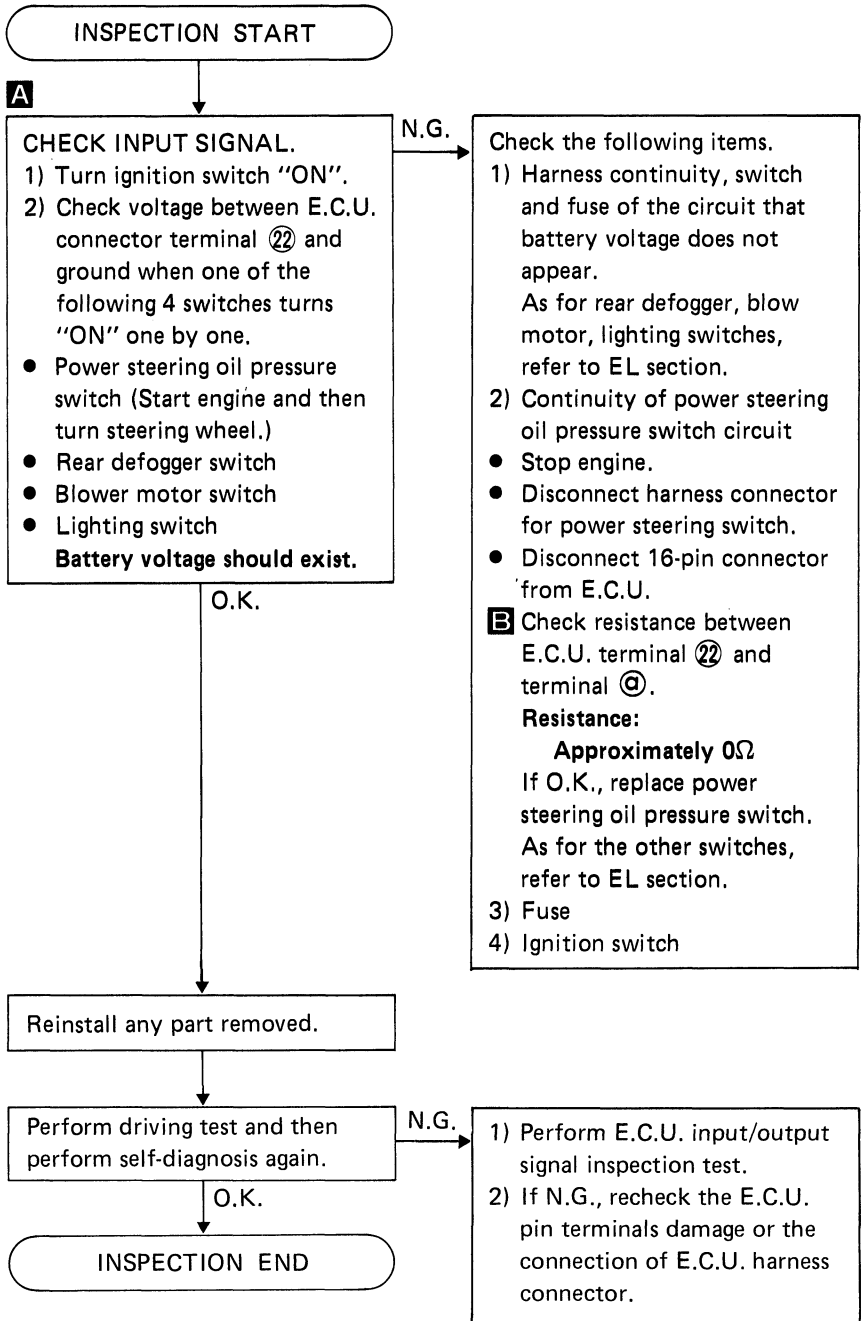 INSPECTION START
A
CHECK INPUT SIGNAL.
1) Turn ignition switch "ON".
2) Check voltage between E.C.U.
connector terminal ㉒ and
ground when one of the
following 4 switches turns
"ON" one by one.
● Power steering oil pressure
switch (Start engine and then
turn steering wheel.)
● Rear defogger switch
● Blower motor switch
● Lighting switch
Battery voltage should exist.
N.G.
Check the following items.
1) Harness continuity, switch
and fuse of the circuit that
battery voltage does not
appear.
As for rear defogger, blow
motor, lighting switches,
refer to EL section.
2) Continuity of power steering
oil pressure switch circuit
● Stop engine.
● Disconnect harness connector
for power steering switch.
● Disconnect 16-pin connector
from E.C.U.
B Check resistance between
E.C.U. terminal ㉒ and
terminal ⓐ.
Resistance:
Approximately 0Ω
If O.K., replace power
steering oil pressure switch.
As for the other switches,
refer to EL section.
3) Fuse
4) Ignition switch
O.K.
Reinstall any part removed.
Perform driving test and then
perform self-diagnosis again.
N.G.
1) Perform E.C.U. input/output
signal inspection test.
2) If N.G., recheck the E.C.U.
pin terminals damage or the
connection of E.C.U. harness
connector.
O.K.
INSPECTION END